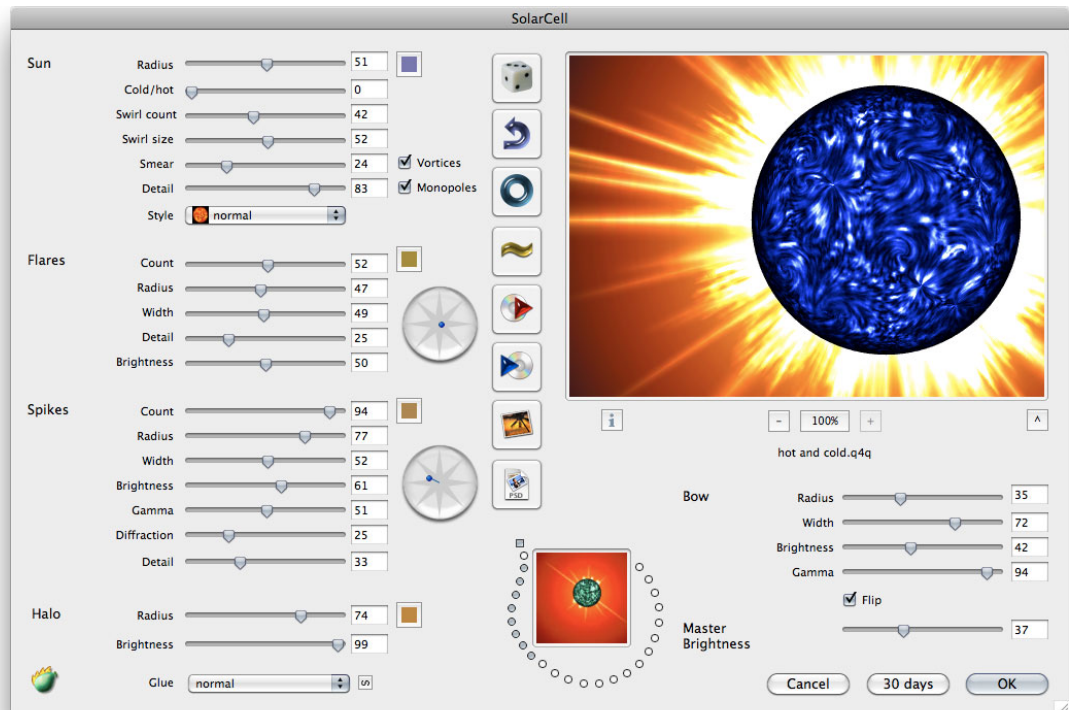 SolarCell
Sun
Radius 51
Cold/hot 0
Swirl count 42
Swirl size 52
Smear 24 Vortices
Detail 83 Monopoles
Style normal
Flares
Count 52
Radius 47
Width 49
Detail 25
Brightness 50
Spikes
Count 94
Radius 77
Width 52
Brightness 61
Gamma 51
Diffraction 25
Detail 33
Halo
Radius 74
Brightness 99
Glue normal
PSD
i
- 100% +
^
hot and cold.q4q
Bow
Radius 35
Width 72
Brightness 42
Gamma 94
Flip
Master
Brightness
37
Cancel 30 days OK